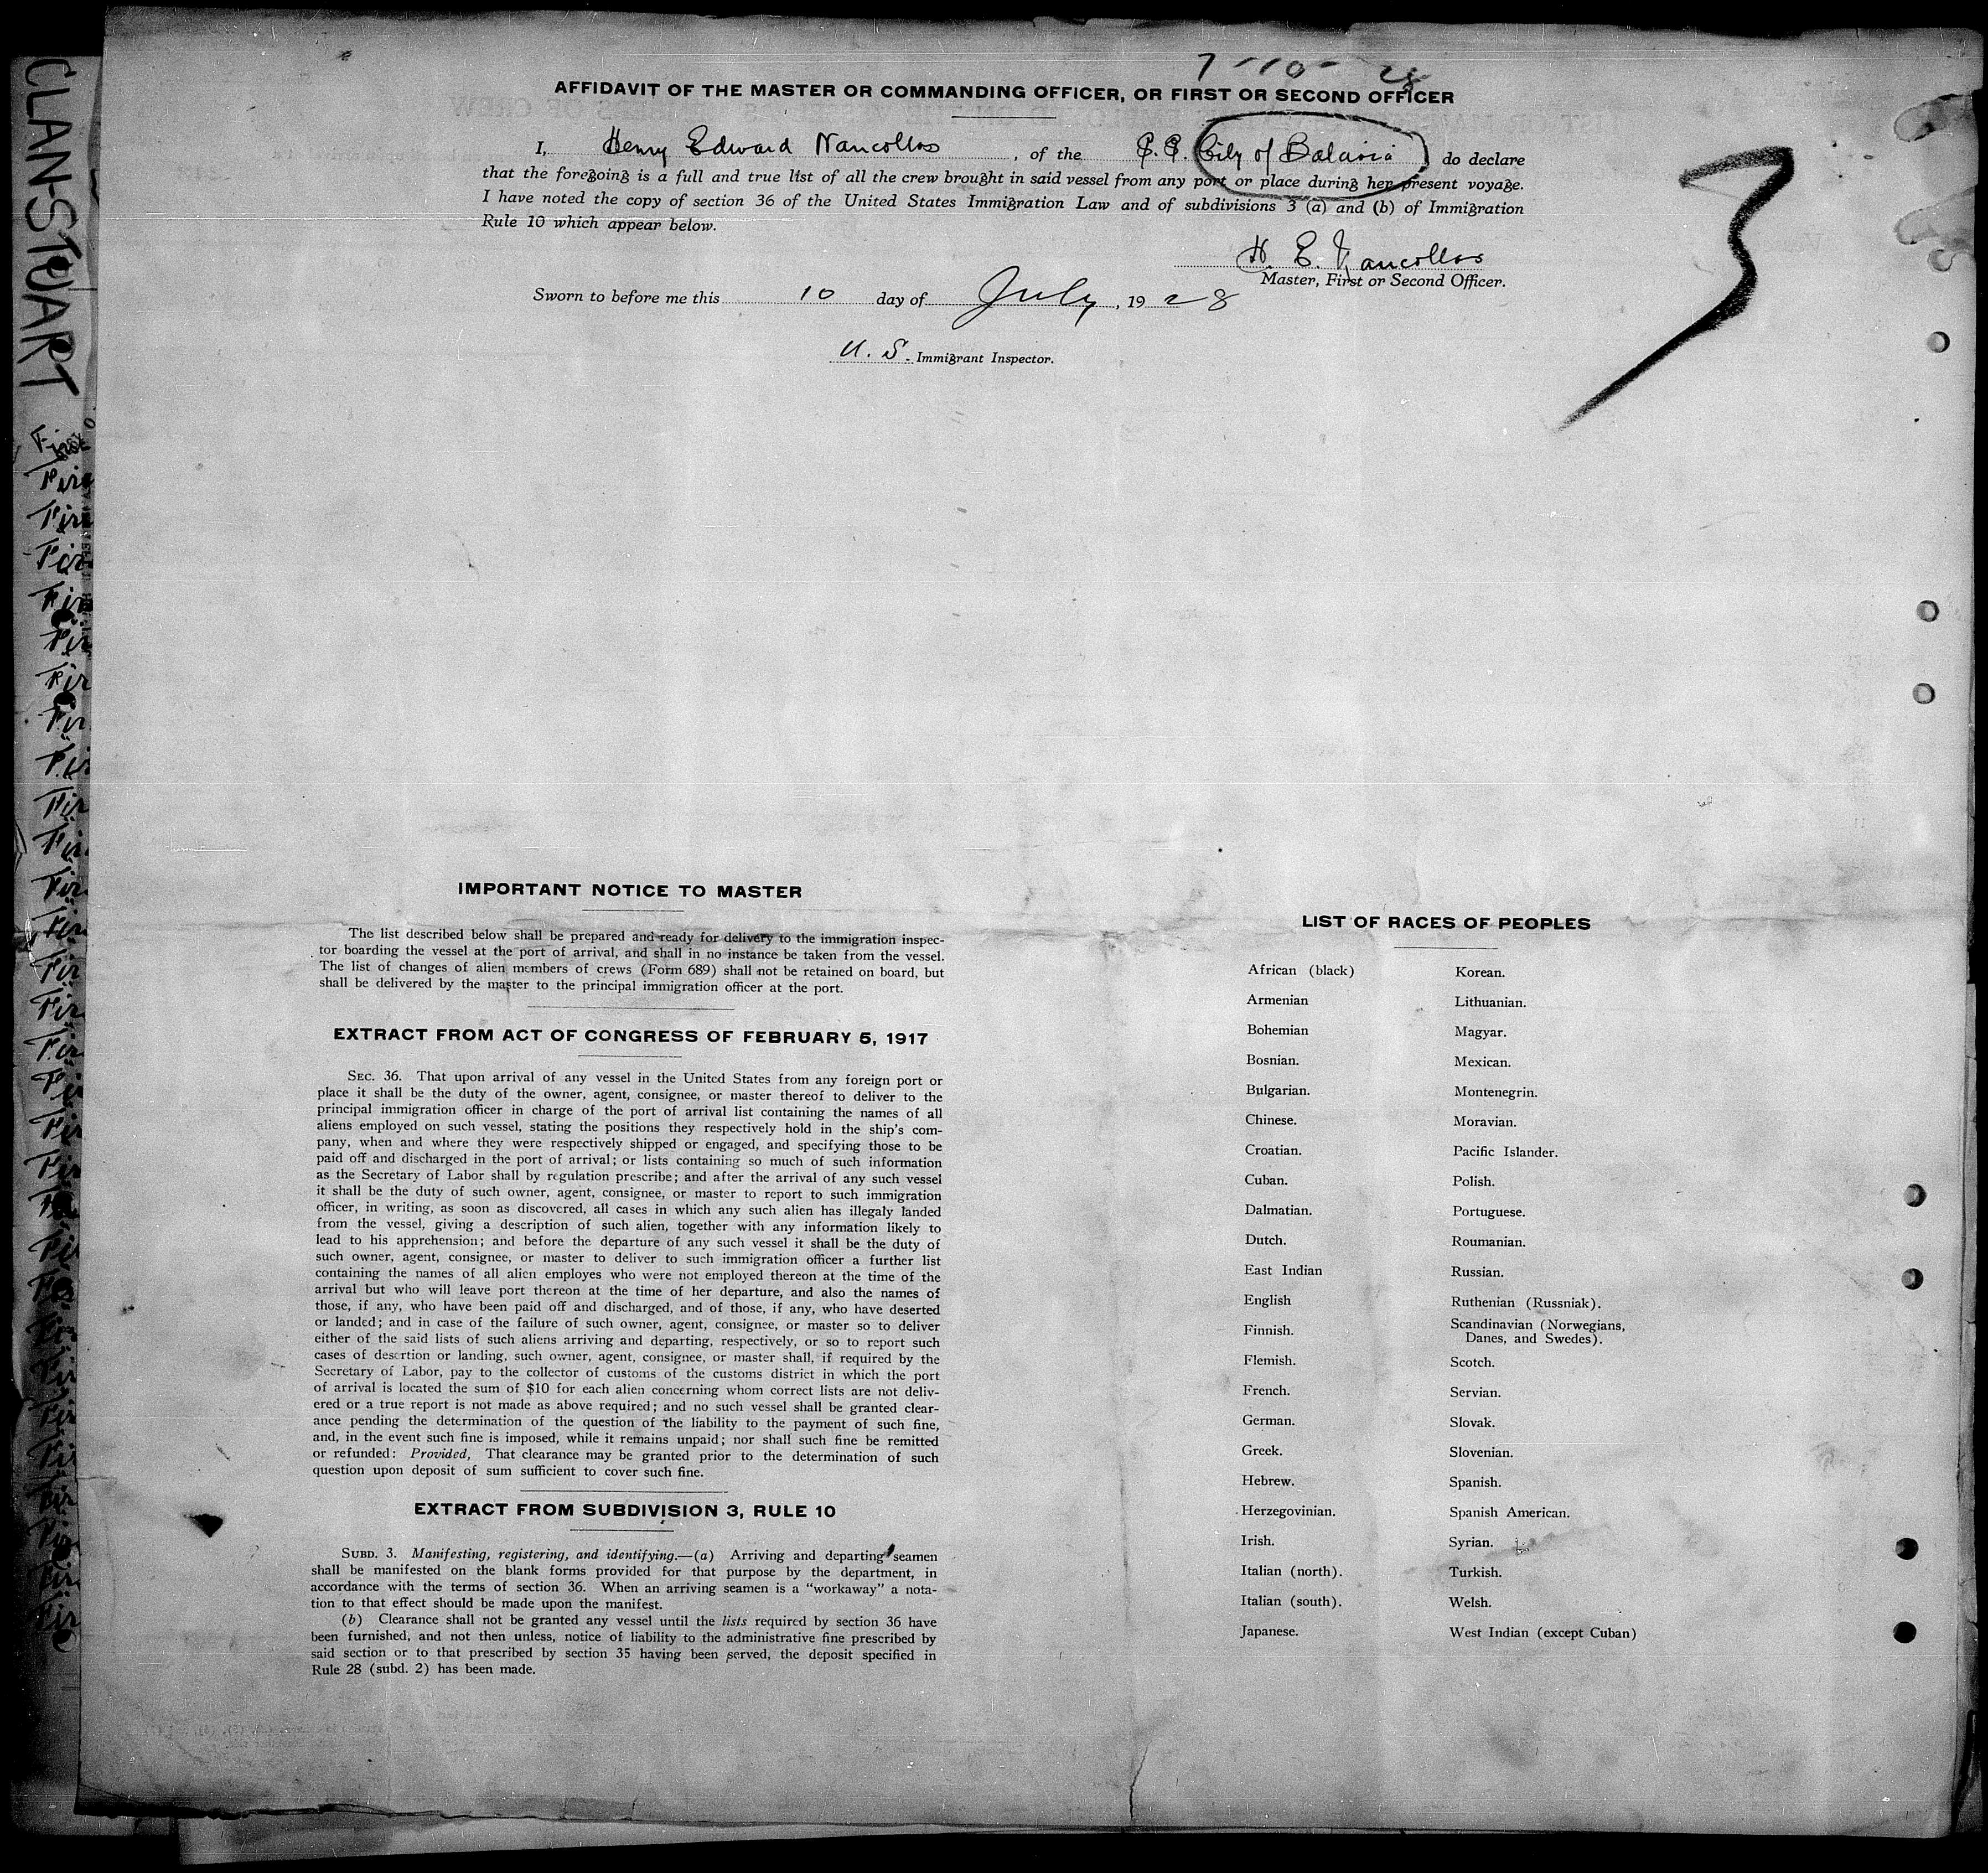 CLAN-STUART
First
7-10-28
AFFIDAVIT OF THE MASTER OR COMMANDING OFFICER, OR FIRST OR SECOND OFFICER
I, Henry Edward Nancollas, of the S.S. City of Batavia do declare
that the foregoing is a full and true list of all the crew brought in said vessel from any port or place during her present voyage.
I have noted the copy of section 36 of the United States Immigration Law and of subdivisions 3 (a) and (b) of Immigration
Rule 10 which appear below.
H. E. Nancollas
Master, First or Second Officer.
Sworn to before me this 10 day of July, 1928
U. S. Immigrant Inspector.
3
IMPORTANT NOTICE TO MASTER
The list described below shall be prepared and ready for delivery to the immigration inspec-
tor boarding the vessel at the port of arrival, and shall in no instance be taken from the vessel.
The list of changes of alien members of crews (Form 689) shall not be retained on board, but
shall be delivered by the master to the principal immigration officer at the port.
EXTRACT FROM ACT OF CONGRESS OF FEBRUARY 5, 1917
SEC. 36. That upon arrival of any vessel in the United States from any foreign port or
place it shall be the duty of the owner, agent, consignee, or master thereof to deliver to the
principal immigration officer in charge of the port of arrival list containing the names of all
aliens employed on such vessel, stating the positions they respectively hold in the ship's com-
pany, when and where they were respectively shipped or engaged, and specifying those to be
paid off and discharged in the port of arrival; or lists containing so much of such information
as the Secretary of Labor shall by regulation prescribe; and after the arrival of any such vessel
it shall be the duty of such owner, agent, consignee, or master to report to such immigration
officer, in writing, as soon as discovered, all cases in which any such alien has illegaly landed
from the vessel, giving a description of such alien, together with any information likely to
lead to his apprehension; and before the departure of any such vessel it shall be the duty of
such owner, agent, consignee, or master to deliver to such immigration officer a further list
containing the names of all alien employes who were not employed thereon at the time of the
arrival but who will leave port thereon at the time of her departure, and also the names of
those, if any, who have been paid off and discharged, and of those, if any, who have deserted
or landed; and in case of the failure of such owner, agent, consignee, or master so to deliver
either of the said lists of such aliens arriving and departing, respectively, or so to report such
cases of desertion or landing, such owner, agent, consignee, or master shall, if required by the
Secretary of Labor, pay to the collector of customs of the customs district in which the port
of arrival is located the sum of $10 for each alien concerning whom correct lists are not deliv-
ered or a true report is not made as above required; and no such vessel shall be granted clear-
ance pending the determination of the question of the liability to the payment of such fine,
and, in the event such fine is imposed, while it remains unpaid; nor shall such fine be remitted
or refunded: Provided, That clearance may be granted prior to the determination of such
question upon deposit of sum sufficient to cover such fine.
EXTRACT FROM SUBDIVISION 3, RULE 10
SUBD. 3. Manifesting, registering, and identifying.—(a) Arriving and departing seamen
shall be manifested on the blank forms provided for that purpose by the department, in
accordance with the terms of section 36. When an arriving seamen is a "workaway" a nota-
tion to that effect should be made upon the manifest.
(b) Clearance shall not be granted any vessel until the lists required by section 36 have
been furnished, and not then unless, notice of liability to the administrative fine prescribed by
said section or to that prescribed by section 35 having been served, the deposit specified in
Rule 28 (subd. 2) has been made.
LIST OF RACES OF PEOPLES
African (black)
Armenian
Bohemian
Bosnian.
Bulgarian.
Chinese.
Croatian.
Cuban.
Dalmatian.
Dutch.
East Indian
English
Finnish.
Flemish.
French.
German.
Greek.
Hebrew.
Herzegovinian.
Irish.
Italian (north).
Italian (south).
Japanese.
Korean.
Lithuanian.
Magyar.
Mexican.
Montenegrin.
Moravian.
Pacific Islander.
Polish.
Portuguese.
Roumanian.
Russian.
Ruthenian (Russniak).
Scandinavian (Norwegians,
Danes, and Swedes).
Scotch.
Servian.
Slovak.
Slovenian.
Spanish.
Spanish American.
Syrian.
Turkish.
Welsh.
West Indian (except Cuban)